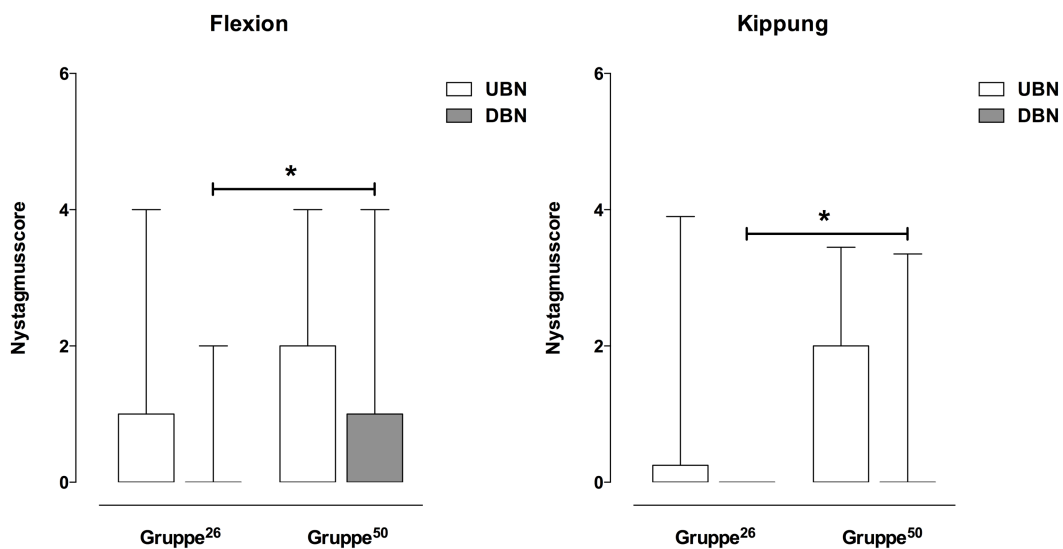 Flexion
6
4
2
0
Nystagmusscore
UBN
DBN
*
Gruppe²⁶
Gruppe⁵⁰
Kippung
6
4
2
0
Nystagmusscore
UBN
DBN
*
Gruppe²⁶
Gruppe⁵⁰